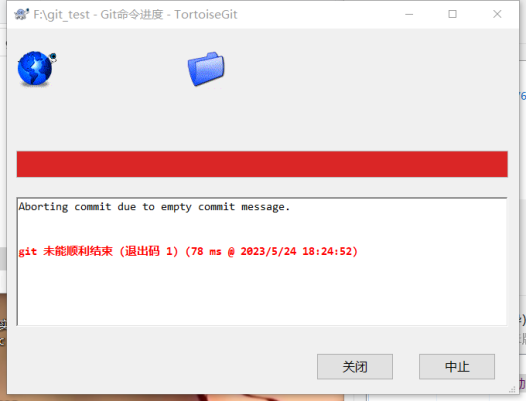 F:\git_test - Git命令进度 - TortoiseGit
Aborting commit due to empty commit message.
git 未能顺利结束 (退出码 1) (78 ms @ 2023/5/24 18:24:52)
关闭
中止